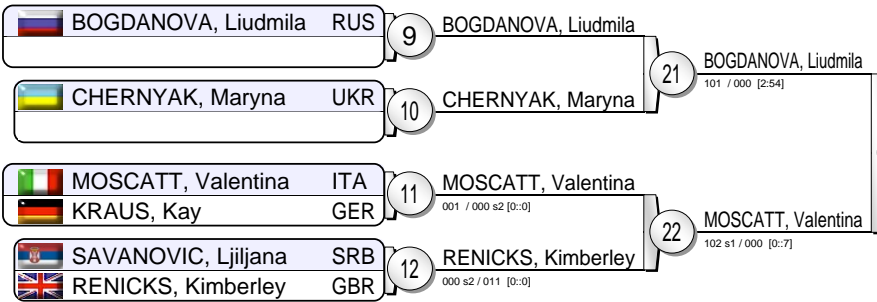 BOGDANOVA, Liudmila RUS
9
BOGDANOVA, Liudmila
21
BOGDANOVA, Liudmila
101 / 000 [2:54]
CHERNYAK, Maryna UKR
10
CHERNYAK, Maryna
MOSCATT, Valentina ITA
KRAUS, Kay GER
11
MOSCATT, Valentina
001 / 000 s2 [0::0]
22
MOSCATT, Valentina
102 s1 / 000 [0::7]
SAVANOVIC, Ljiljana SRB
RENICKS, Kimberley GBR
12
RENICKS, Kimberley
000 s2 / 011 [0::0]